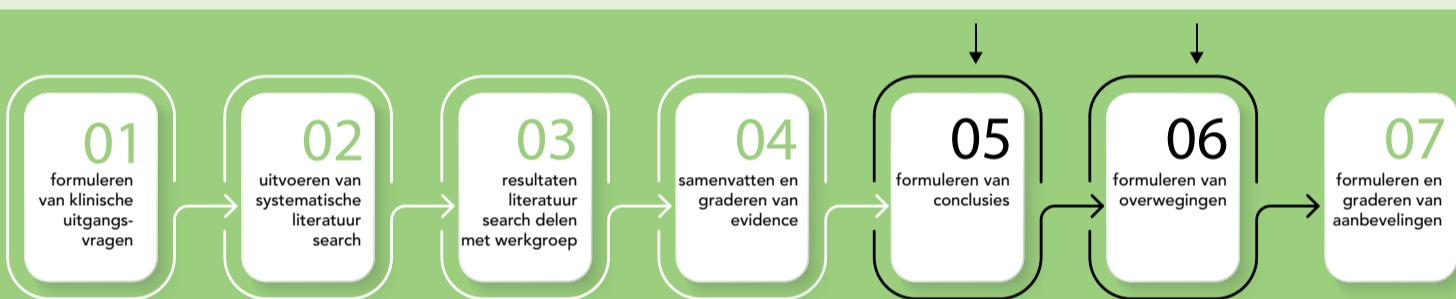 01
formuleren
van klinische
uitgangs-
vragen
02
uitvoeren van
systematische
literatuur
search
03
resultaten
literatuur
search delen
met werkgroep
04
samenvatten en
graderen van
evidence
05
formuleren van
conclusies
06
formuleren van
overwegingen
07
formuleren en
graderen van
aanbevelingen